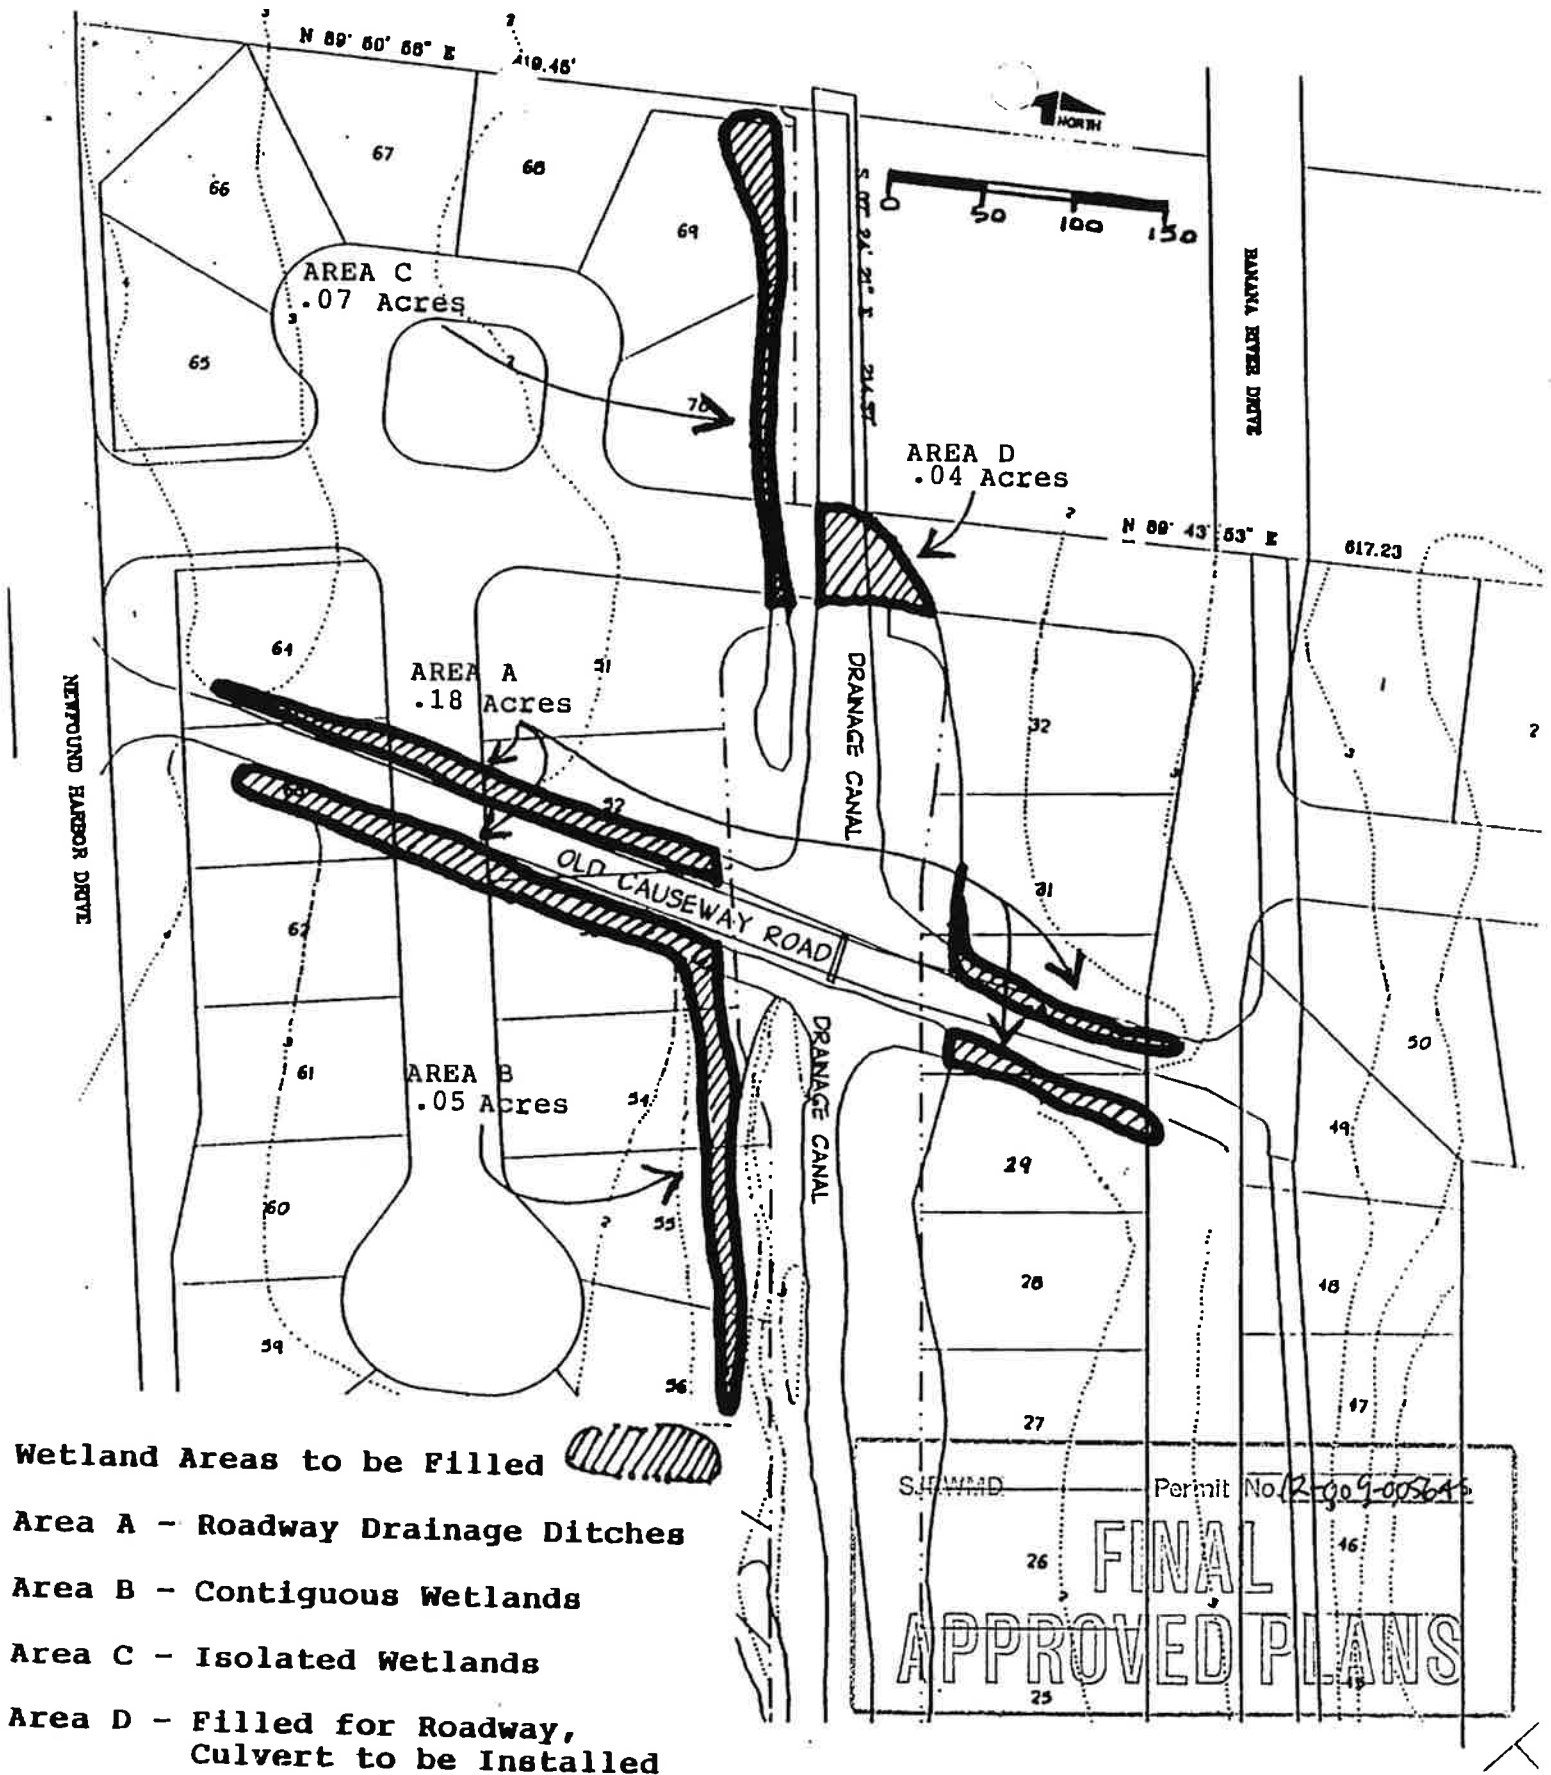 N 89° 50' 56" E
419.45'
NORTH
0 50 100 150
67
68
66
69
AREA C
.07 Acres
65
70
BANANA RIVER DRIVE
AREA D
.04 Acres
N 89° 43' 53" E
617.23
64
AREA A
.18 Acres
51
32
1
2
NEWFOUND HARBOR DRIVE
DRAINAGE CANAL
52
OLD CAUSEWAY ROAD
31
62
50
61
AREA B
.05 Acres
54
DRAINAGE CANAL
49
29
60
55
28
48
59
56
27
47
Wetland Areas to be Filled
SJRWMD Permit No.
Area A - Roadway Drainage Ditches
FINAL
26
46
Area B - Contiguous Wetlands
APPROVED PLANS
Area C - Isolated Wetlands
25
45
Area D - Filled for Roadway,
Culvert to be Installed